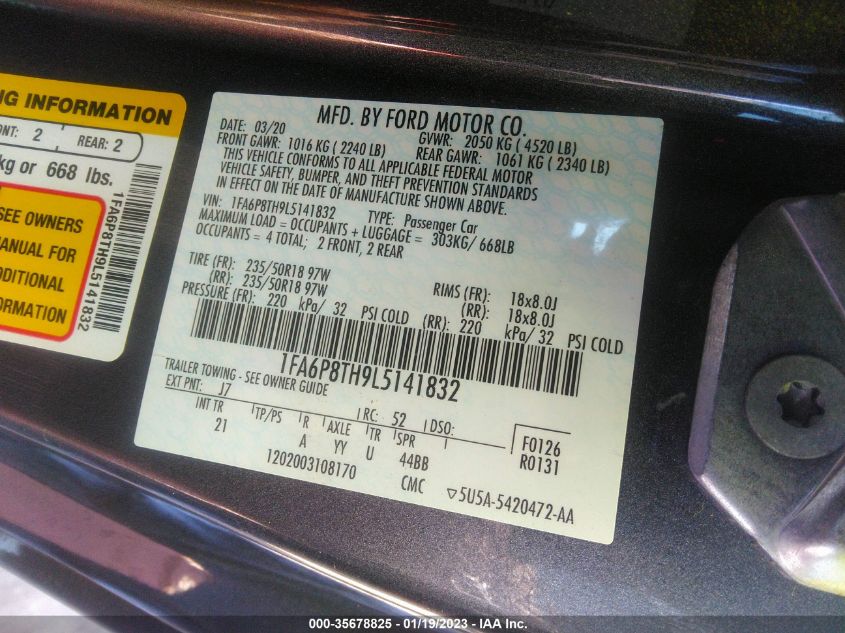 NG INFORMATION
NT: 2 REAR: 2
kg or 668 lbs.
SEE OWNERS
MANUAL FOR
ADDITIONAL
INFORMATION
1FA6P8TH9L5141832
MFD. BY FORD MOTOR CO.
DATE: 03/20 GVWR: 2050 KG ( 4520 LB)
FRONT GAWR: 1016 KG ( 2240 LB) REAR GAWR: 1061 KG ( 2340 LB)
THIS VEHICLE CONFORMS TO ALL APPLICABLE FEDERAL MOTOR
VEHICLE SAFETY, BUMPER, AND THEFT PREVENTION STANDARDS
IN EFFECT ON THE DATE OF MANUFACTURE SHOWN ABOVE.
VIN: 1FA6P8TH9L5141832 TYPE: Passenger Car
MAXIMUM LOAD = OCCUPANTS + LUGGAGE = 303KG/ 668LB
OCCUPANTS = 4 TOTAL; 2 FRONT, 2 REAR
TIRE (FR): 235/50R18 97W RIMS (FR): 18x8.0J
(RR): 235/50R18 97W (RR): 18x8.0J
PRESSURE (FR): 220 kPa/ 32 PSI COLD (RR): 220 kPa/ 32 PSI COLD
1FA6P8TH9L5141832
TRAILER TOWING - SEE OWNER GUIDE
EXT PNT: J7 RC: 52 DSO: F0126
INT TR TP/PS R AXLE TR SPR R0131
21 A YY U 44BB
1202003108170 CMC ▽5U5A-5420472-AA
000-35678825 - 01/19/2023 - IAA Inc.